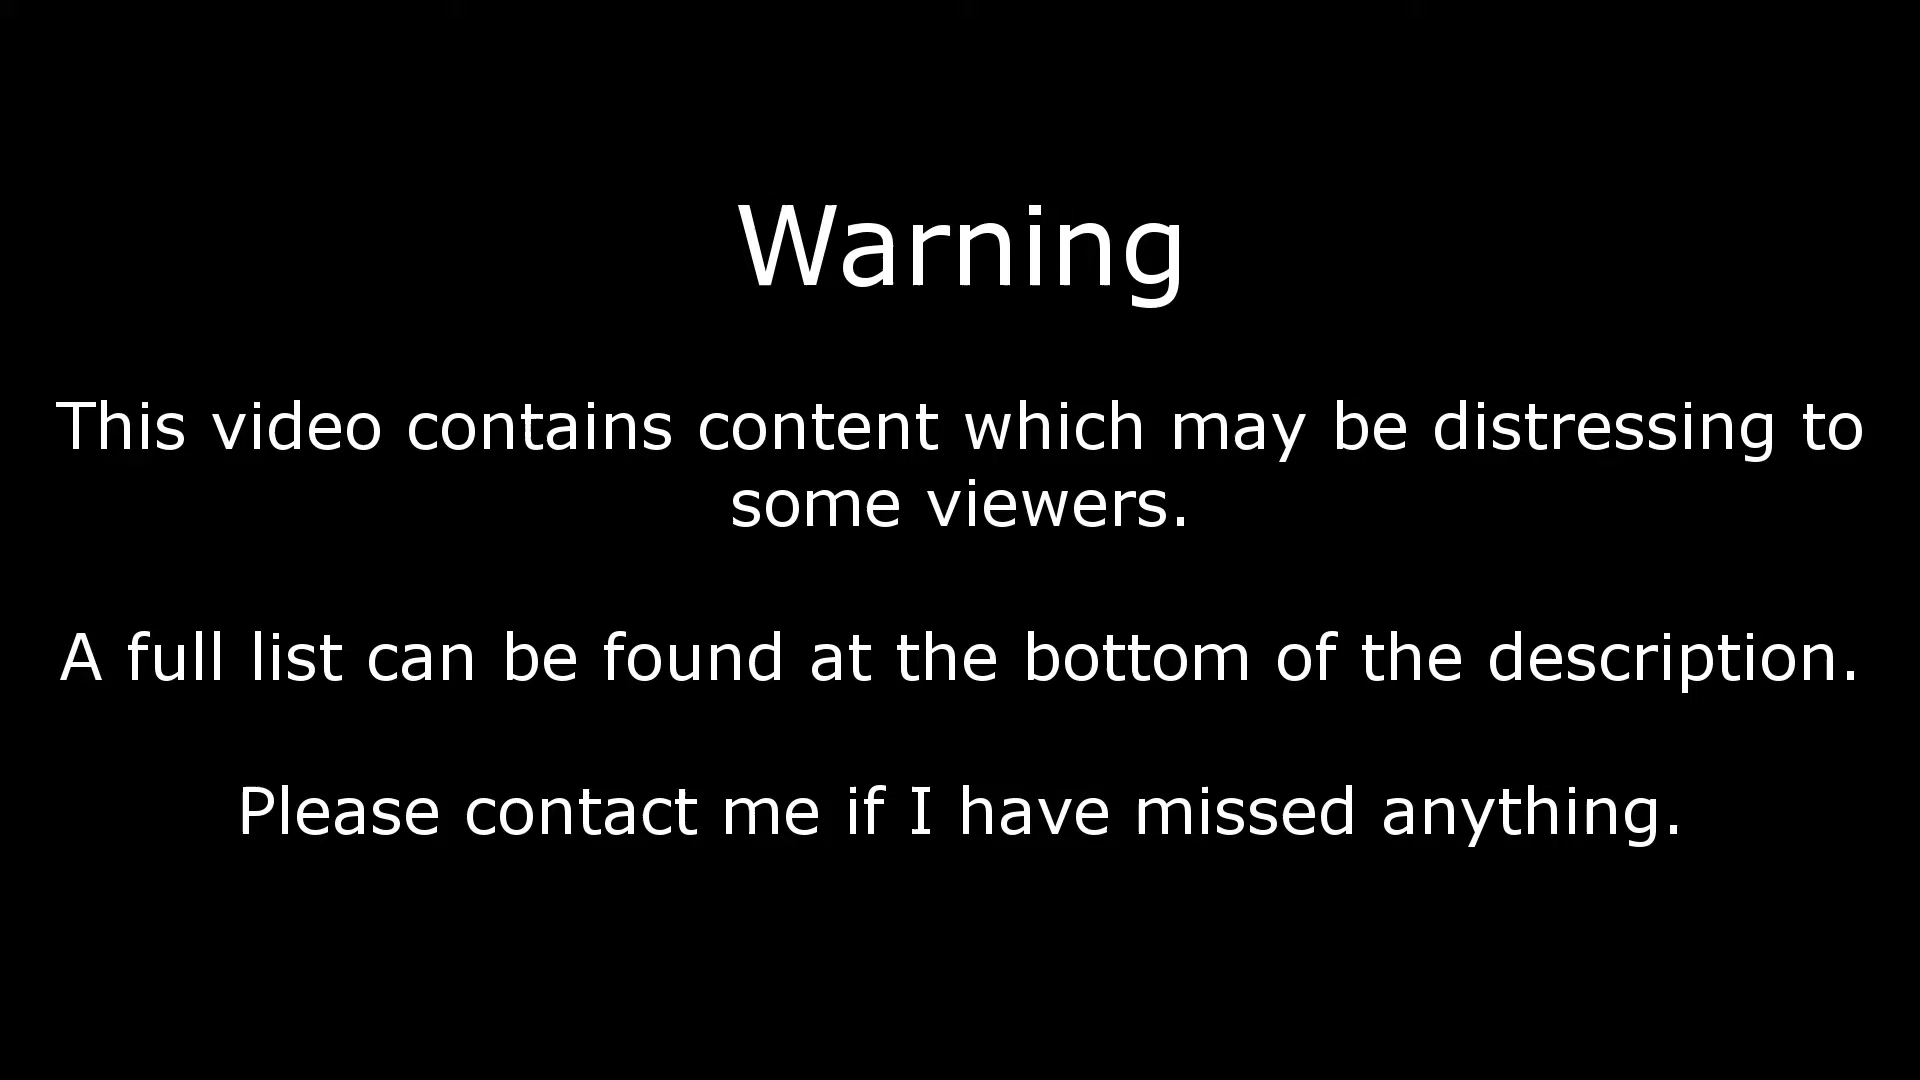 Warning
This video contains content which may be distressing to
some viewers.
A full list can be found at the bottom of the description.
Please contact me if I have missed anything.